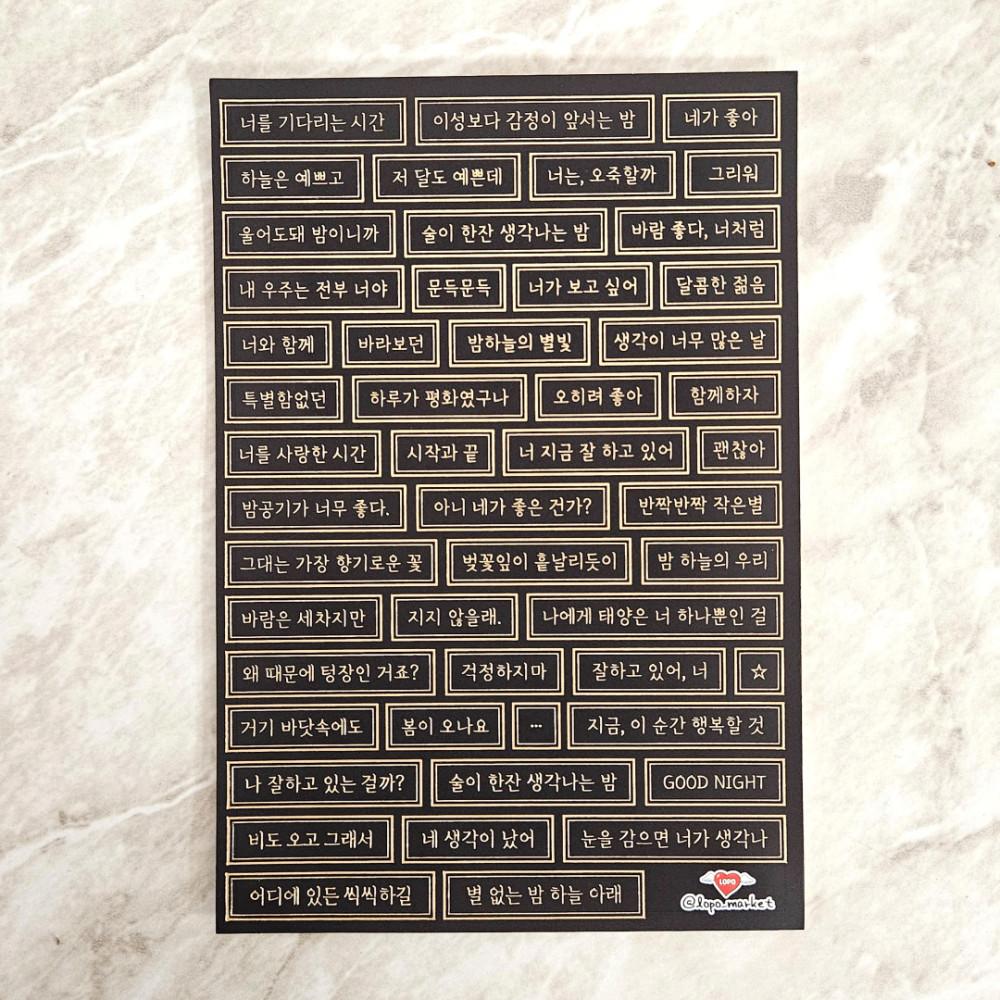 너를 기다리는 시간 이성보다 감정이 앞서는 밤 네가 좋아
하늘은 예쁘고 저 달도 예쁜데 너는, 오죽할까 그리워
울어도돼 밤이니까 술이 한잔 생각나는 밤 바람 좋다, 너처럼
내 우주는 전부 너야 문득문득 너가 보고 싶어 달콤한 젊음
너와 함께 바라보던 밤하늘의 별빛 생각이 너무 많은 날
특별함없던 하루가 평화였구나 오히려 좋아 함께하자
너를 사랑한 시간 시작과 끝 너 지금 잘 하고 있어 괜찮아
밤공기가 너무 좋다. 아니 네가 좋은 건가? 반짝반짝 작은별
그대는 가장 향기로운 꽃 벚꽃잎이 흩날리듯이 밤 하늘의 우리
바람은 세차지만 지지 않을래. 나에게 태양은 너 하나뿐인 걸
왜 때문에 텅장인 거죠? 걱정하지마 잘하고 있어, 너 ☆
거기 바닷속에도 봄이 오나요 ··· 지금, 이 순간 행복할 것
나 잘하고 있는 걸까? 술이 한잔 생각나는 밤 GOOD NIGHT
비도 오고 그래서 네 생각이 났어 눈을 감으면 너가 생각나
어디에 있든 씩씩하길 별 없는 밤 하늘 아래
LOPO
@lopo_market